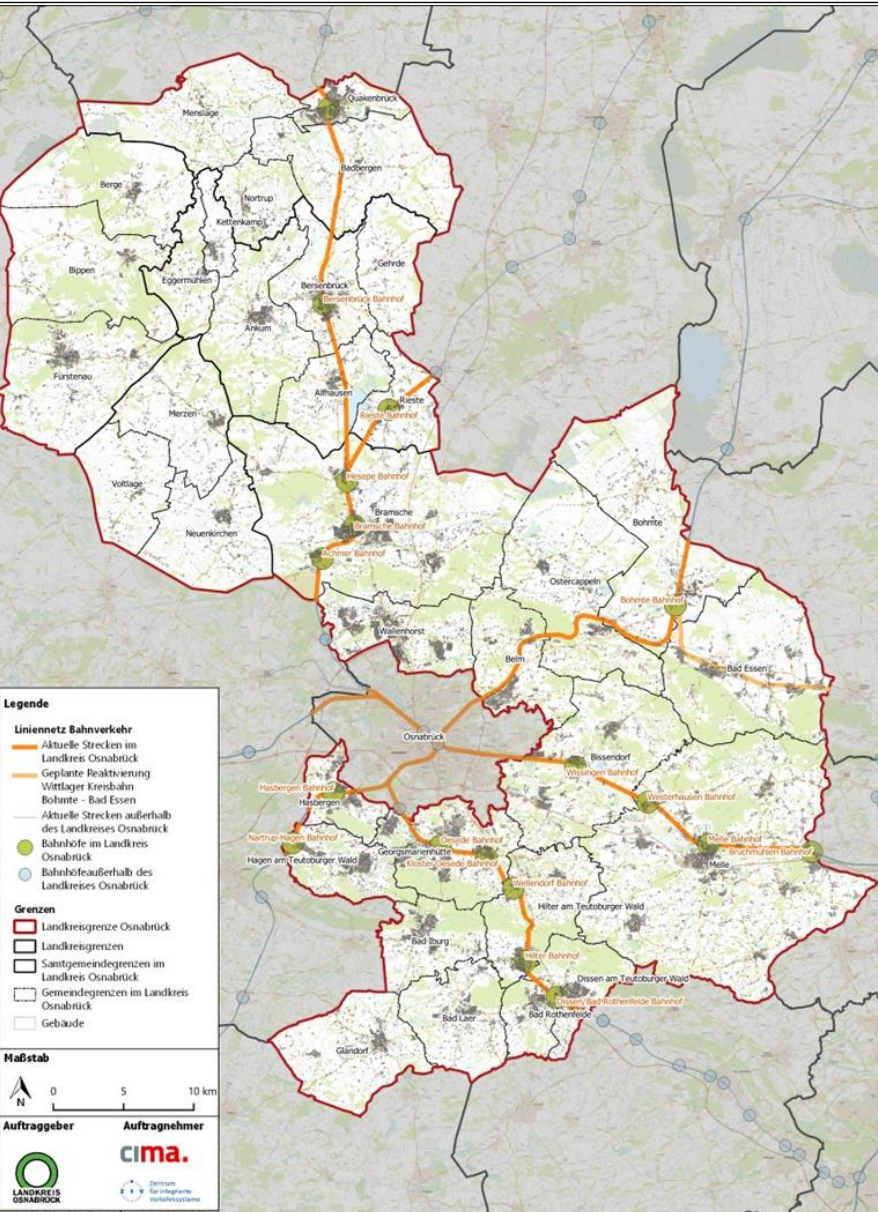 Quakenbrück
Menslage
Badbergen
Berge
Nortrup
Kettenkamp
Bippen
Eggermühlen
Gehrde
Bersenbrück
Bersenbrück Bahnhof
Ankum
Fürstenau
Alfhausen
Rieste
Rieste Bahnhof
Merzen
Voltlage
Hesepe Bahnhof
Bramsche
Bramsche Bahnhof
Neuenkirchen
Achmer Bahnhof
Bohmte
Ostercappeln
Bohmte Bahnhof
Wallenhorst
Belm
Bad Essen
Osnabrück
Bissendorf
Wissingen Bahnhof
Hasbergen Bahnhof
Hasbergen
Westerhausen Bahnhof
Natrup-Hagen Bahnhof
Hagen am Teutoburger Wald
Oesede Bahnhof
Georgsmarienhütte
Kloster Oesede Bahnhof
Melle Bahnhof
Bruchmühlen Bahnhof
Melle
Wellendorf Bahnhof
Hilter am Teutoburger Wald
Bad Iburg
Hilter Bahnhof
Dissen am Teutoburger Wald
Dissen/Bad Rothenfelde Bahnhof
Bad Rothenfelde
Bad Laer
Glandorf
Legende
Liniennetz Bahnverkehr
Aktuelle Strecken im
Landkreis Osnabrück
Geplante Reaktivierung
Wittlager Kreisbahn
Bohmte - Bad Essen
Aktuelle Strecken außerhalb
des Landkreises Osnabrück
Bahnhöfe im Landkreis
Osnabrück
Bahnhöfeaußerhalb des
Landkreises Osnabrück
Grenzen
Landkreisgrenze Osnabrück
Landkreisgrenzen
Samtgemeindegrenzen im
Landkreis Osnabrück
Gemeindegrenzen im Landkreis
Osnabrück
Gebäude
Maßstab
N
0 5 10 km
Auftraggeber Auftragnehmer
cima.
LANDKREIS
OSNABRÜCK
Z I V
Zentrum
für integrierte
Verkehrssysteme